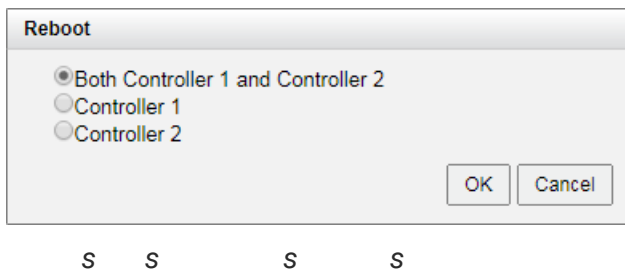 Reboot
Both Controller 1 and Controller 2
Controller 1
Controller 2
OK Cancel
s s s s